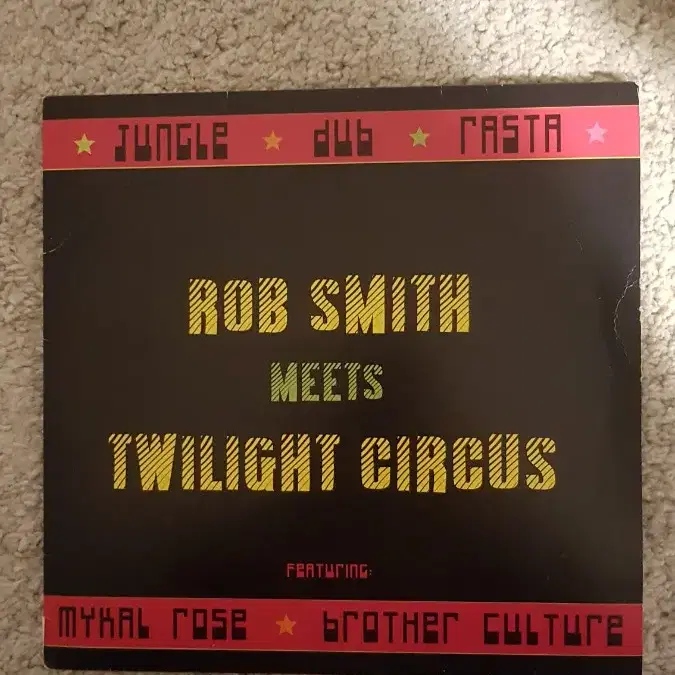 JUNGLE ★ dub ★ rASTA
ROB SMITH
MEETS
TWILIGHT CIRCUS
FEATURING:
MYKAL rOSE ★ brOTHEr CULTUrE